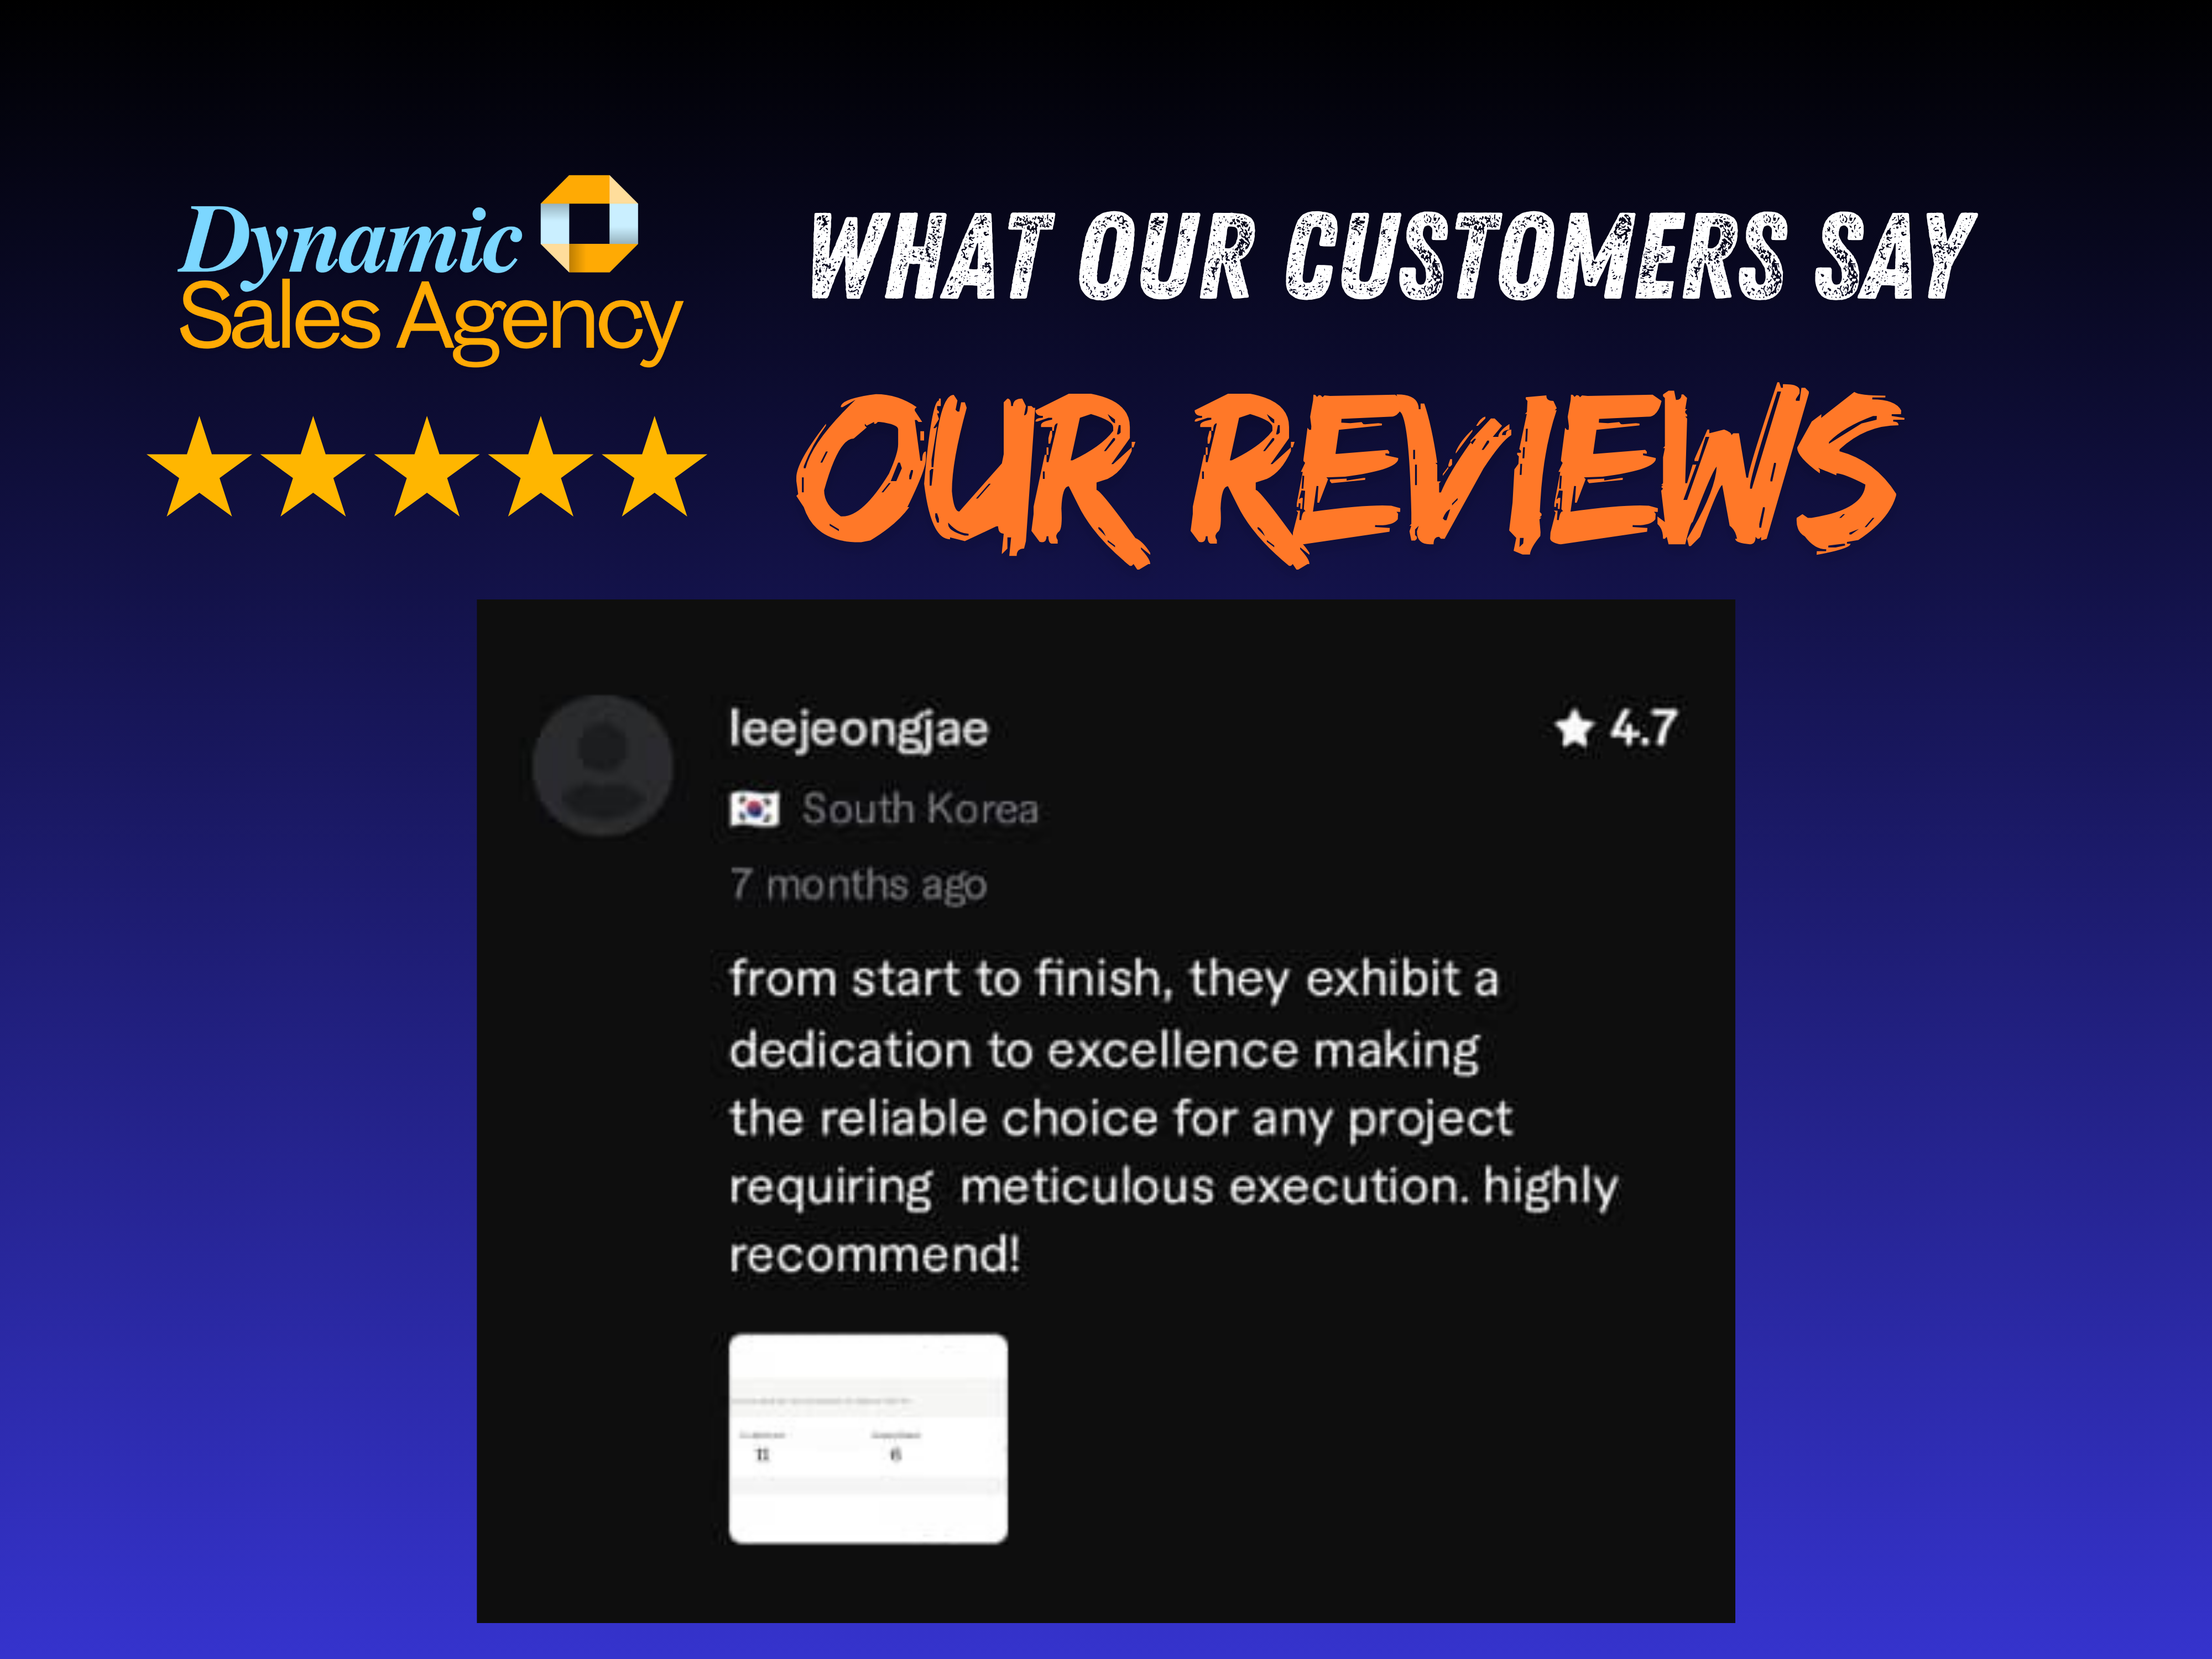 Dynamic
Sales Agency
WHAT OUR CUSTOMERS SAY
OUR REVIEWS
leejeongjae
4.7
South Korea
7 months ago
from start to finish, they exhibit a
dedication to excellence making
the reliable choice for any project
requiring  meticulous execution. highly
recommend!
11
6